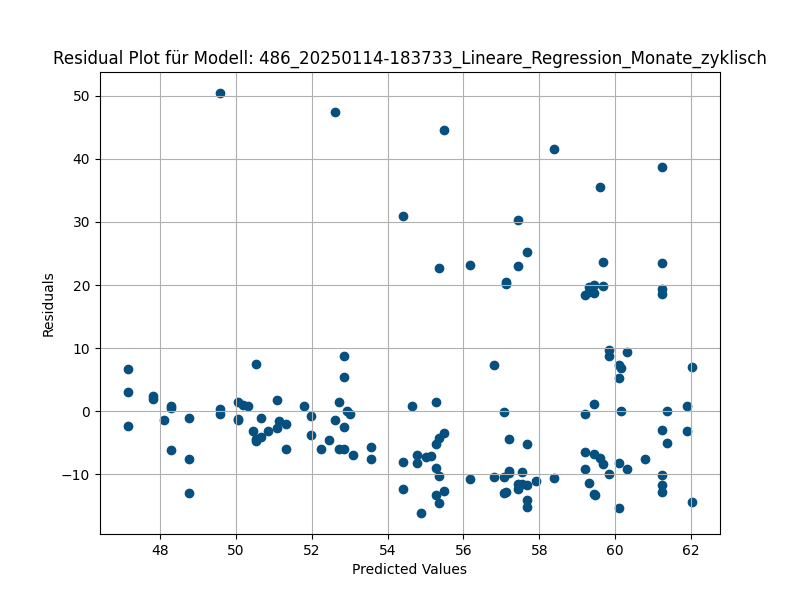 Residual Plot für Modell: 486_20250114-183733_Lineare_Regression_Monate_zyklisch
50
40
30
20
10
0
−10
Residuals
48 50 52 54 56 58 60 62
Predicted Values